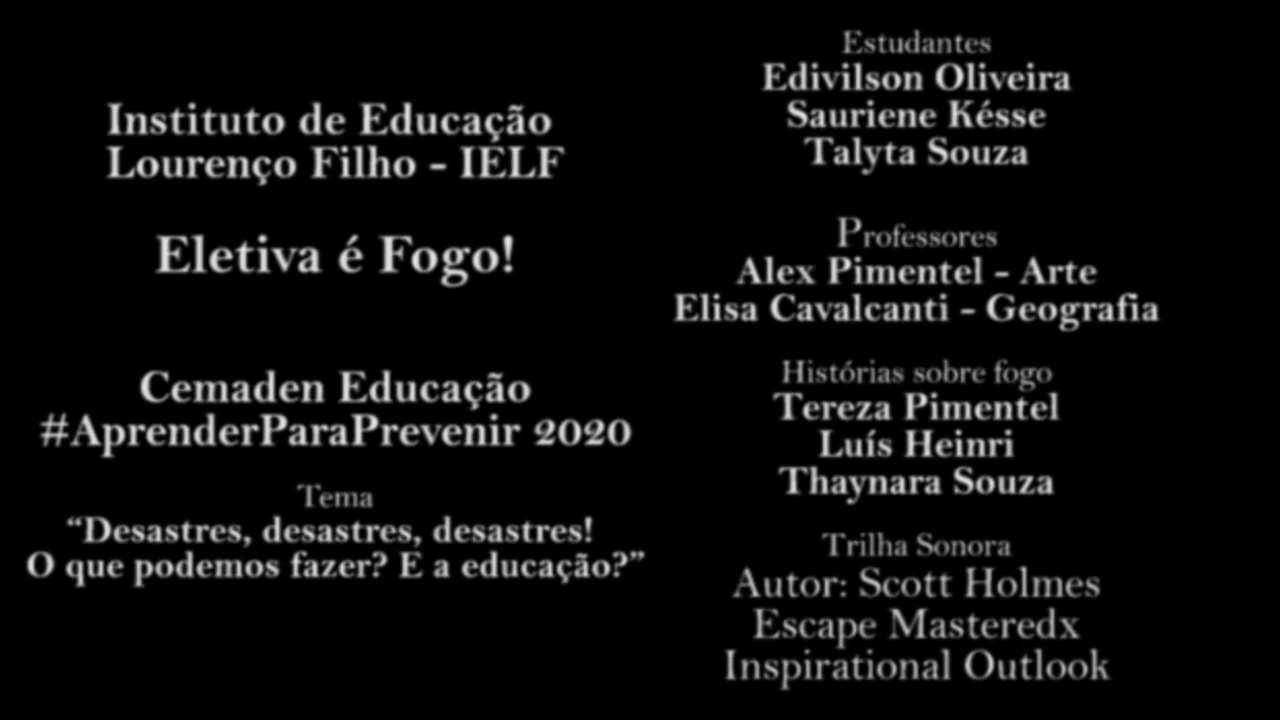 Instituto de Educação
Lourenço Filho - IELF
Eletiva é Fogo!
Cemaden Educação
#AprenderParaPrevenir 2020
Tema
“Desastres, desastres, desastres!
O que podemos fazer? E a educação?”
Estudantes
Edivilson Oliveira
Sauriene Késse
Talyta Souza
Professores
Alex Pimentel - Arte
Elisa Cavalcanti - Geografia
Histórias sobre fogo
Tereza Pimentel
Luís Heinri
Thaynara Souza
Trilha Sonora
Autor: Scott Holmes
Escape Masteredx
Inspirational Outlook